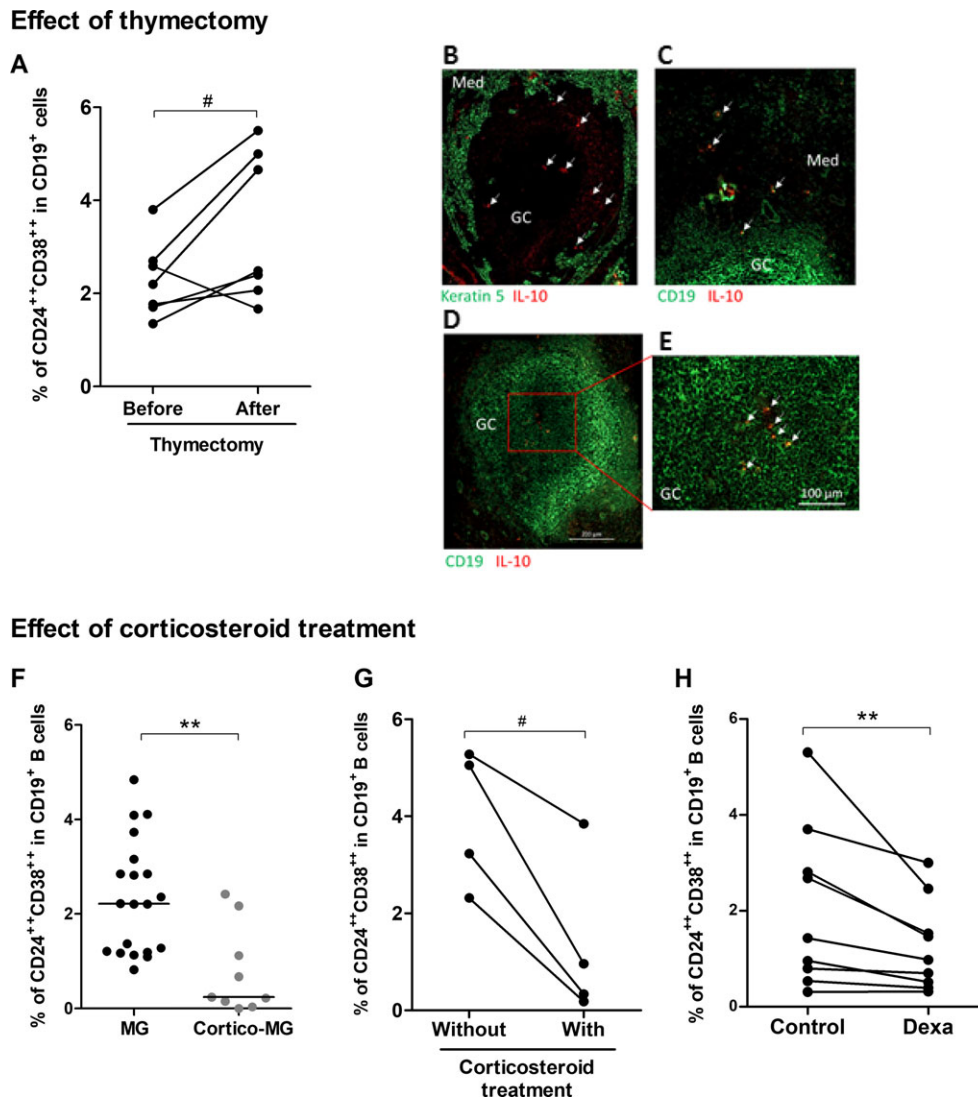 Effect of thymectomy
A
% of CD24++CD38++ in CD19+ cells
6
4
2
0
#
Before After
Thymectomy
B
Med
GC
Keratin 5 IL-10
C
Med
GC
CD19 IL-10
D
GC
200 μm
CD19 IL-10
E
GC
100 μm
Effect of corticosteroid treatment
F
% of CD24++CD38++ in CD19+ B cells
6
4
2
0
**
MG Cortico-MG
G
% of CD24++CD38++ in CD19+ B cells
6
4
2
0
#
Without With
Corticosteroid
treatment
H
% of CD24++CD38++ in CD19+ B cells
6
4
2
0
**
Control Dexa